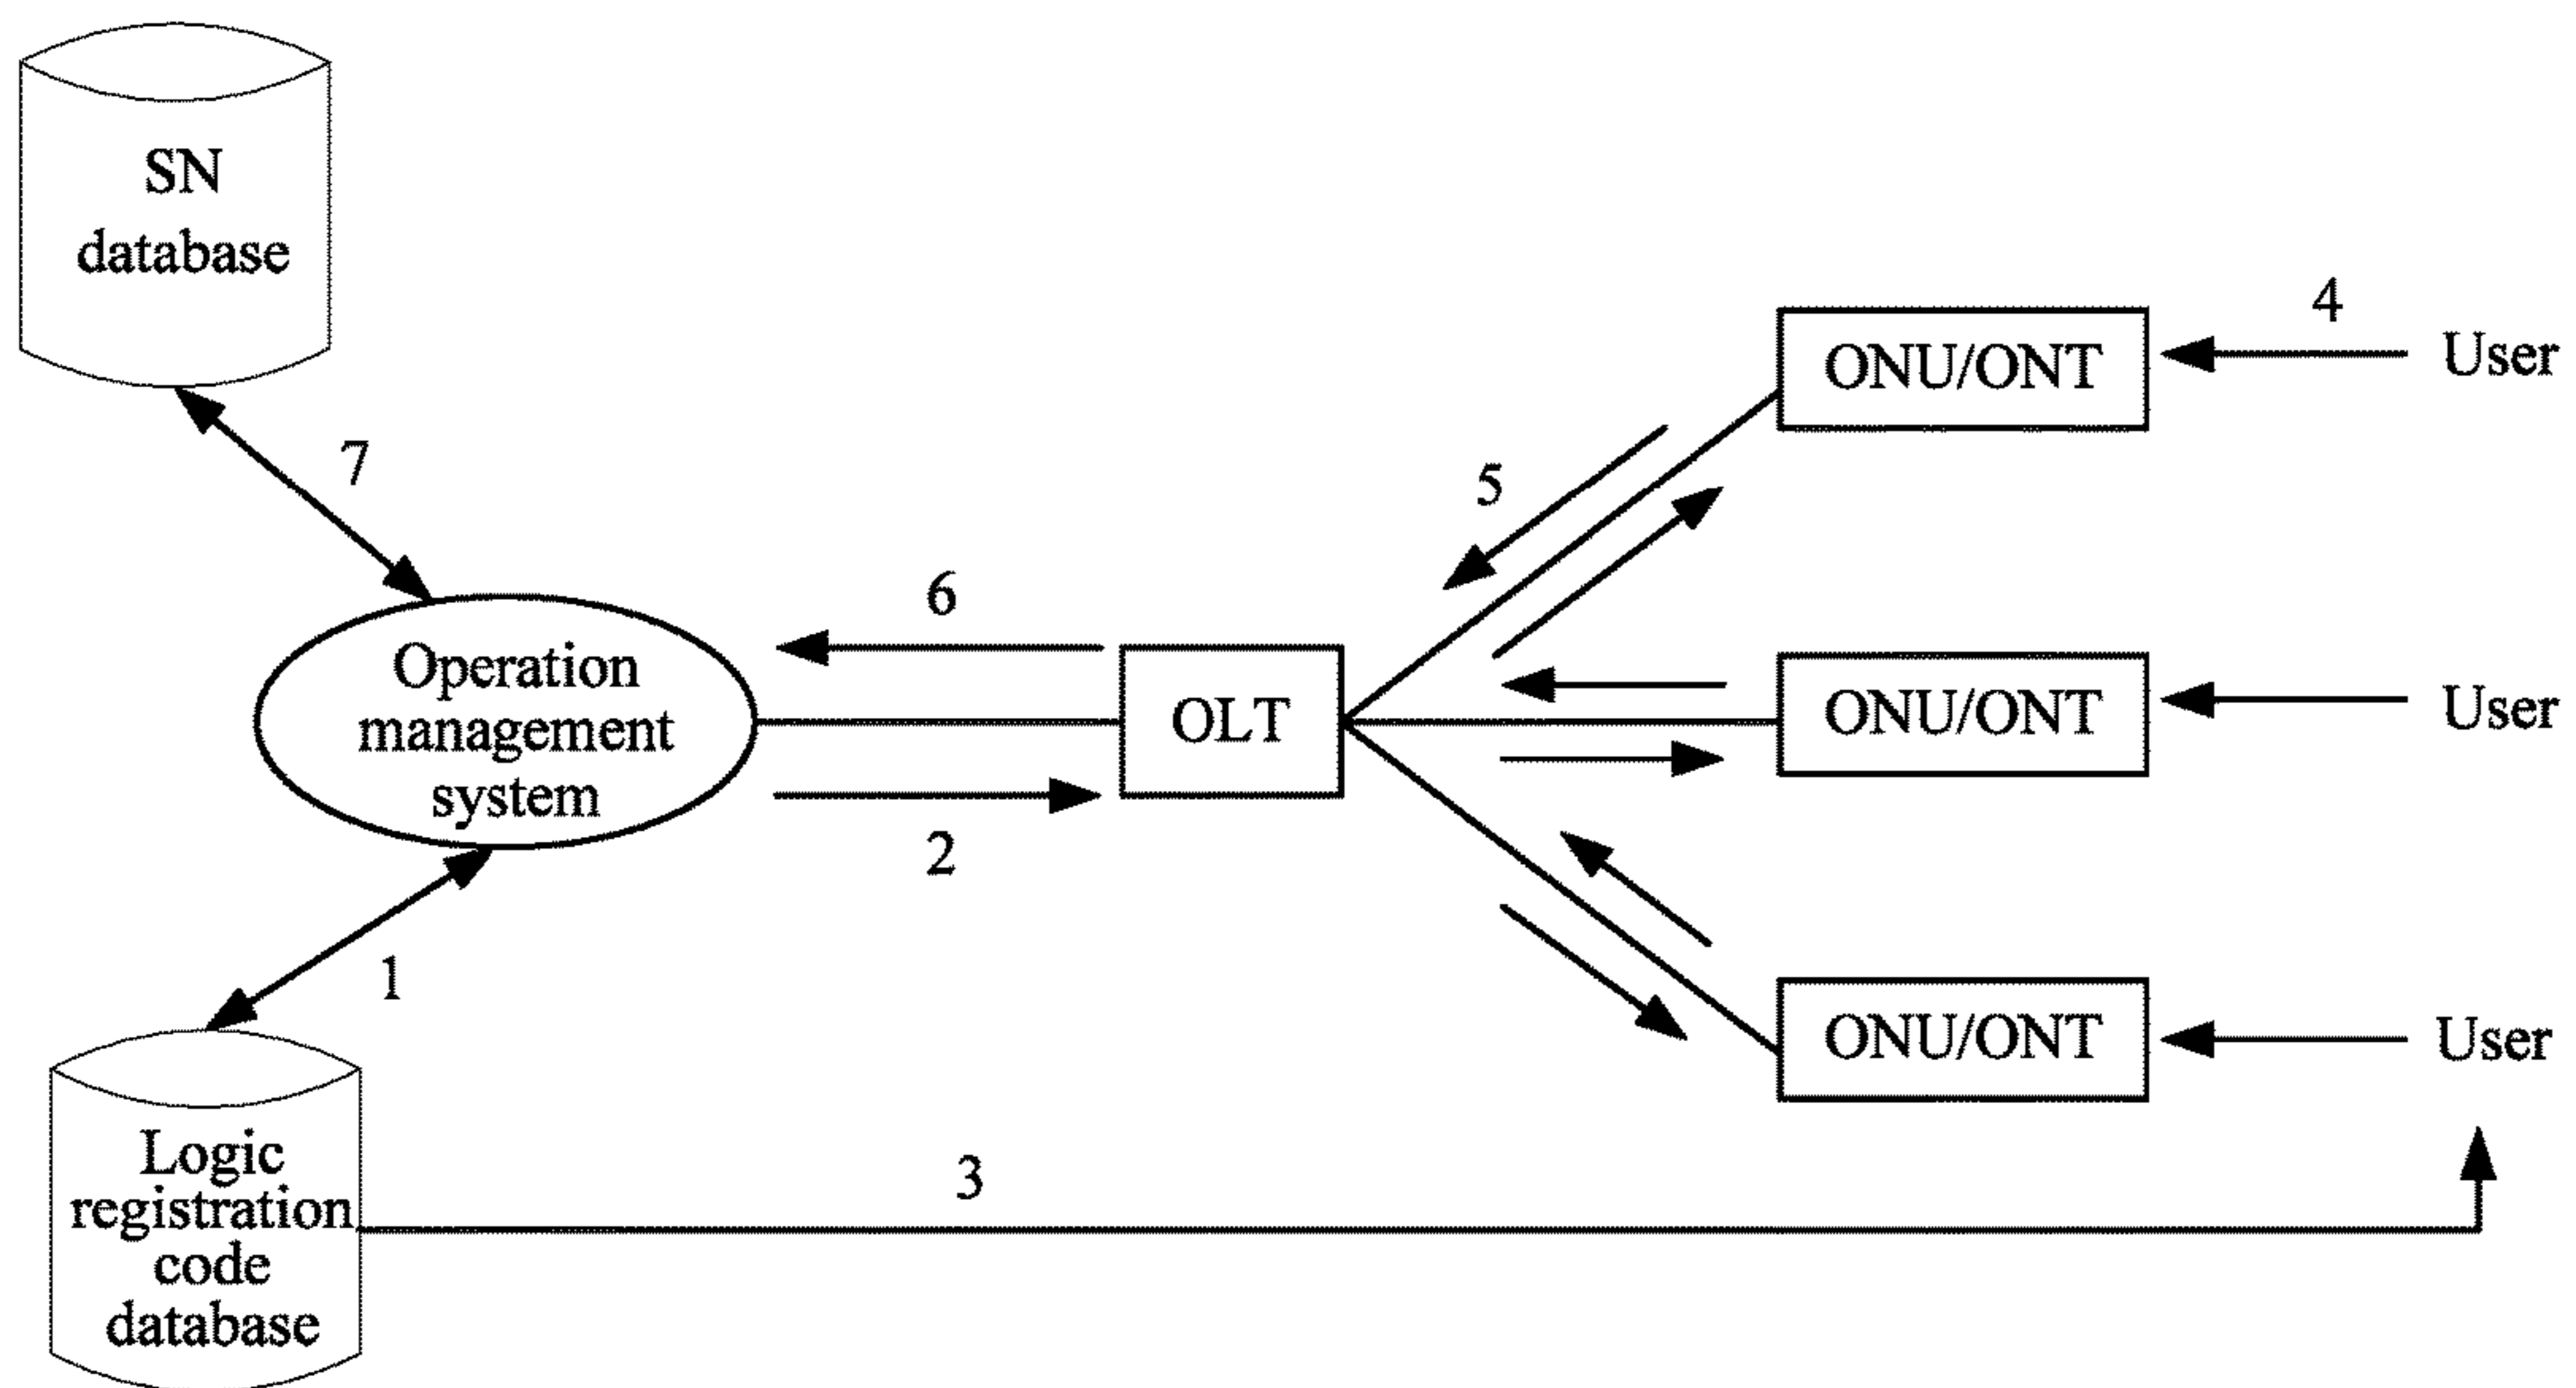 SN
database
7
Operation
management
system
1
Logic
registration
code
database
6
2
3
OLT
5
ONU/ONT
4
User
ONU/ONT
User
ONU/ONT
User